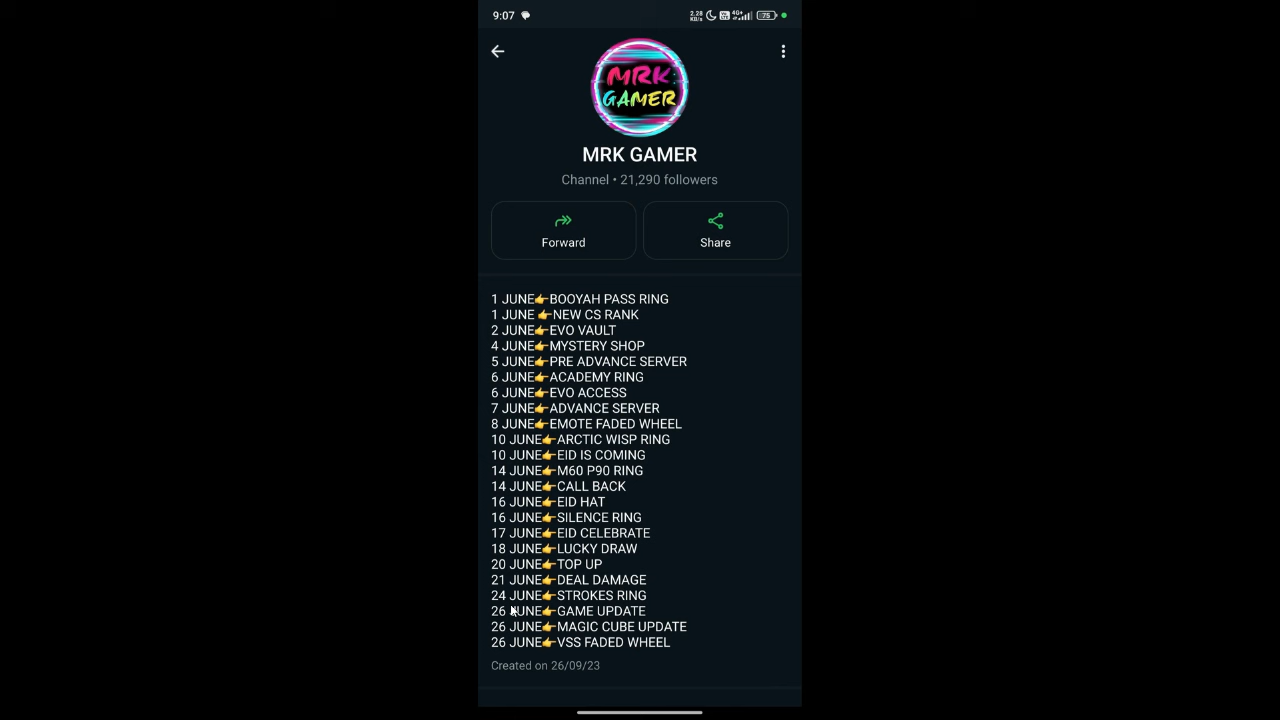 9:07
2.28 KB/s
4G+
75
MRK GAMER
MRK GAMER
Channel • 21,290 followers
Forward
Share
1 JUNE👉BOOYAH PASS RING
1 JUNE 👉NEW CS RANK
2 JUNE👉EVO VAULT
4 JUNE👉MYSTERY SHOP
5 JUNE👉PRE ADVANCE SERVER
6 JUNE👉ACADEMY RING
6 JUNE👉EVO ACCESS
7 JUNE👉ADVANCE SERVER
8 JUNE👉EMOTE FADED WHEEL
10 JUNE👉ARCTIC WISP RING
10 JUNE👉EID IS COMING
14 JUNE👉M60 P90 RING
14 JUNE👉CALL BACK
16 JUNE👉EID HAT
16 JUNE👉SILENCE RING
17 JUNE👉EID CELEBRATE
18 JUNE👉LUCKY DRAW
20 JUNE👉TOP UP
21 JUNE👉DEAL DAMAGE
24 JUNE👉STROKES RING
26 JUNE👉GAME UPDATE
26 JUNE👉MAGIC CUBE UPDATE
26 JUNE👉VSS FADED WHEEL
Created on 26/09/23